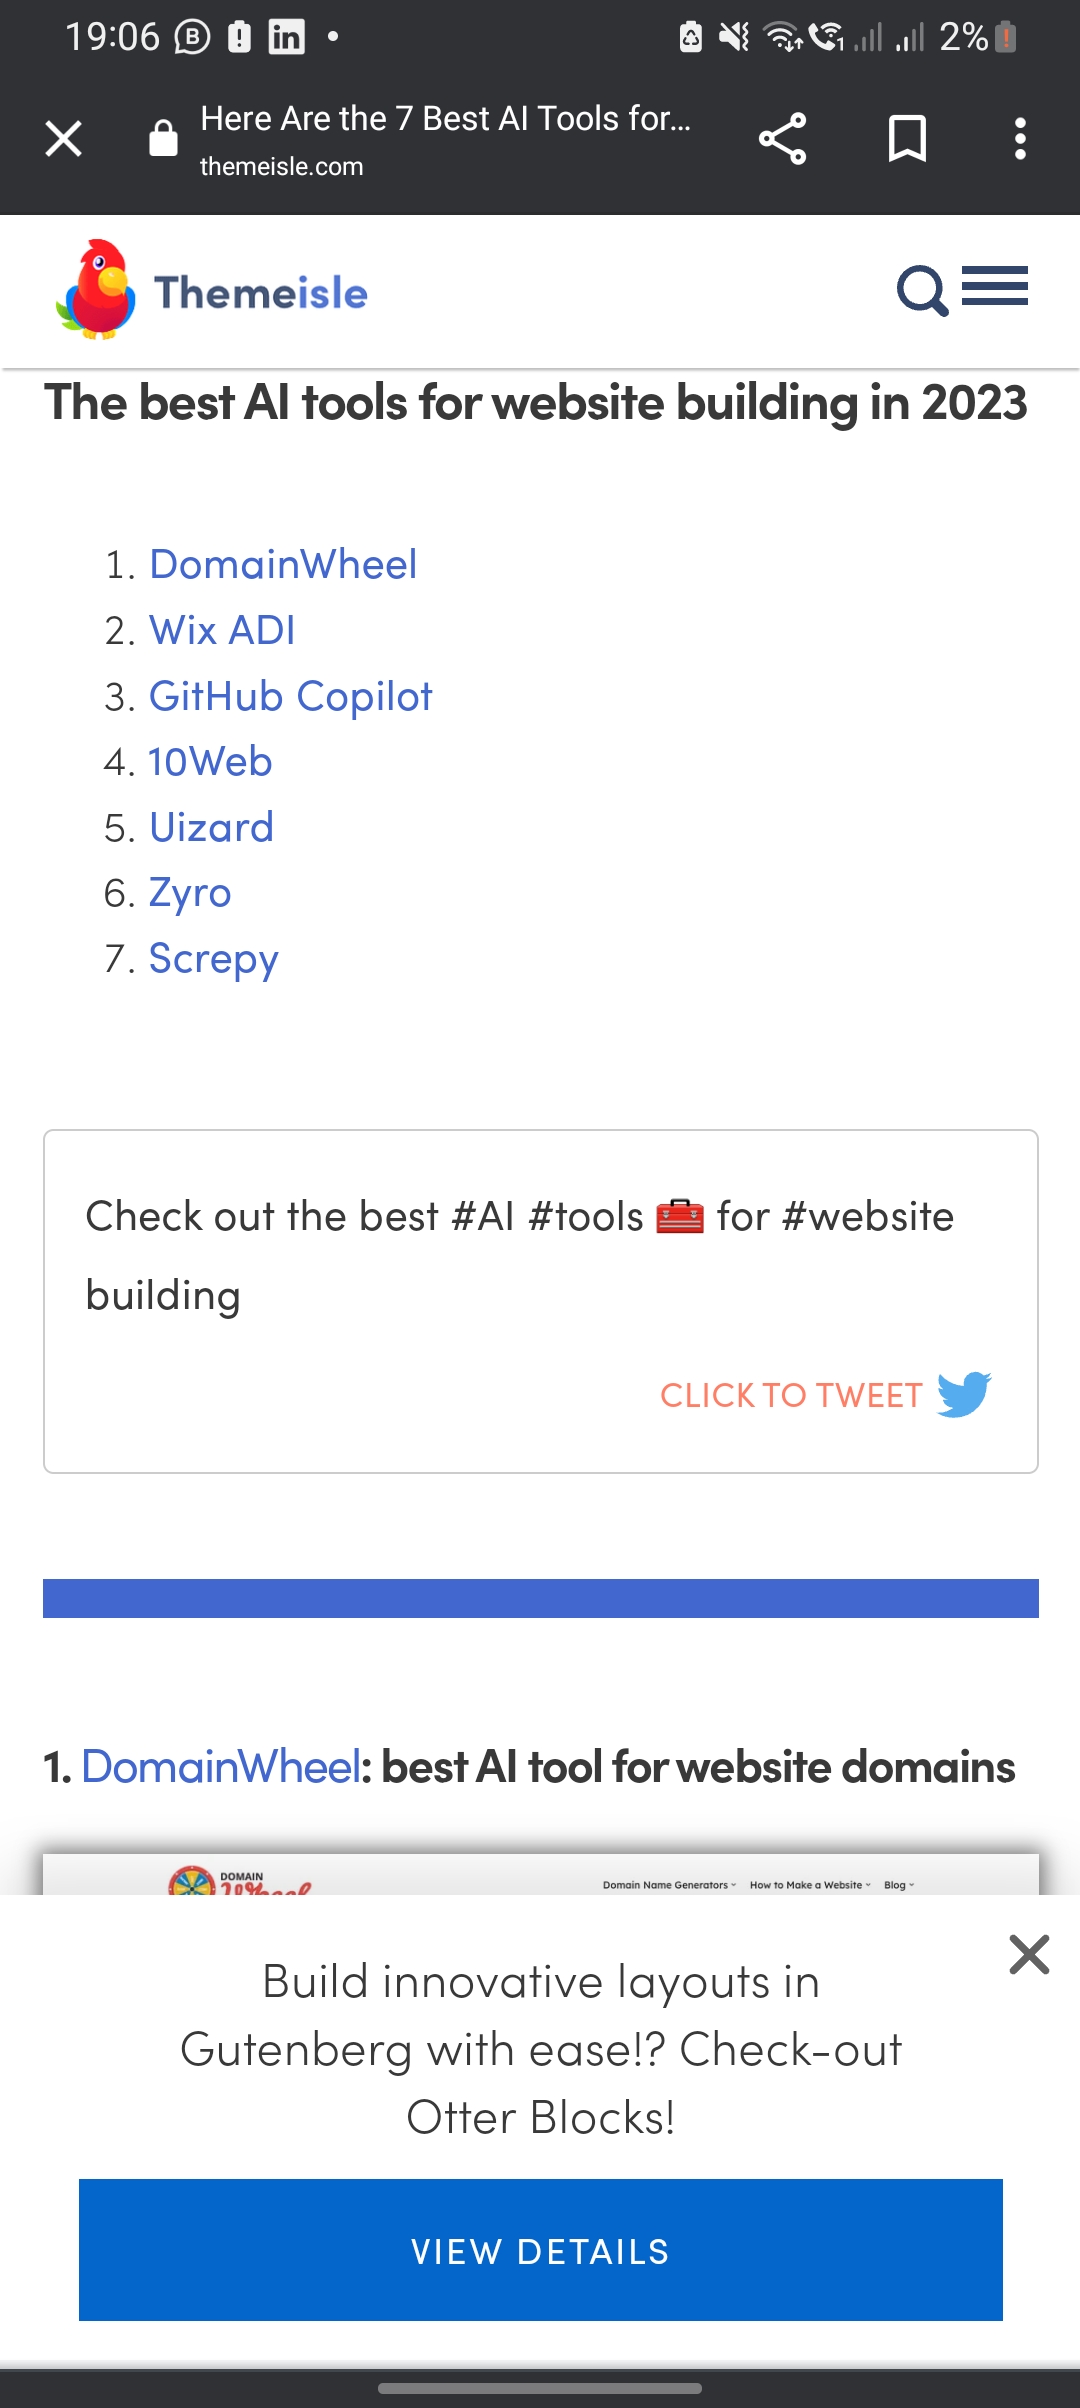 19:06
2%
Here Are the 7 Best AI Tools for...
themeisle.com
Themeisle
The best AI tools for website building in 2023
1. DomainWheel
2. Wix ADI
3. GitHub Copilot
4. 10Web
5. Uizard
6. Zyro
7. Screpy
Check out the best #AI #tools 🧰 for #website
building
CLICK TO TWEET
1. DomainWheel: best AI tool for website domains
DOMAIN
Wheel
Domain Name Generators How to Make a Website Blog
Build innovative layouts in
Gutenberg with ease!? Check-out
Otter Blocks!
VIEW DETAILS